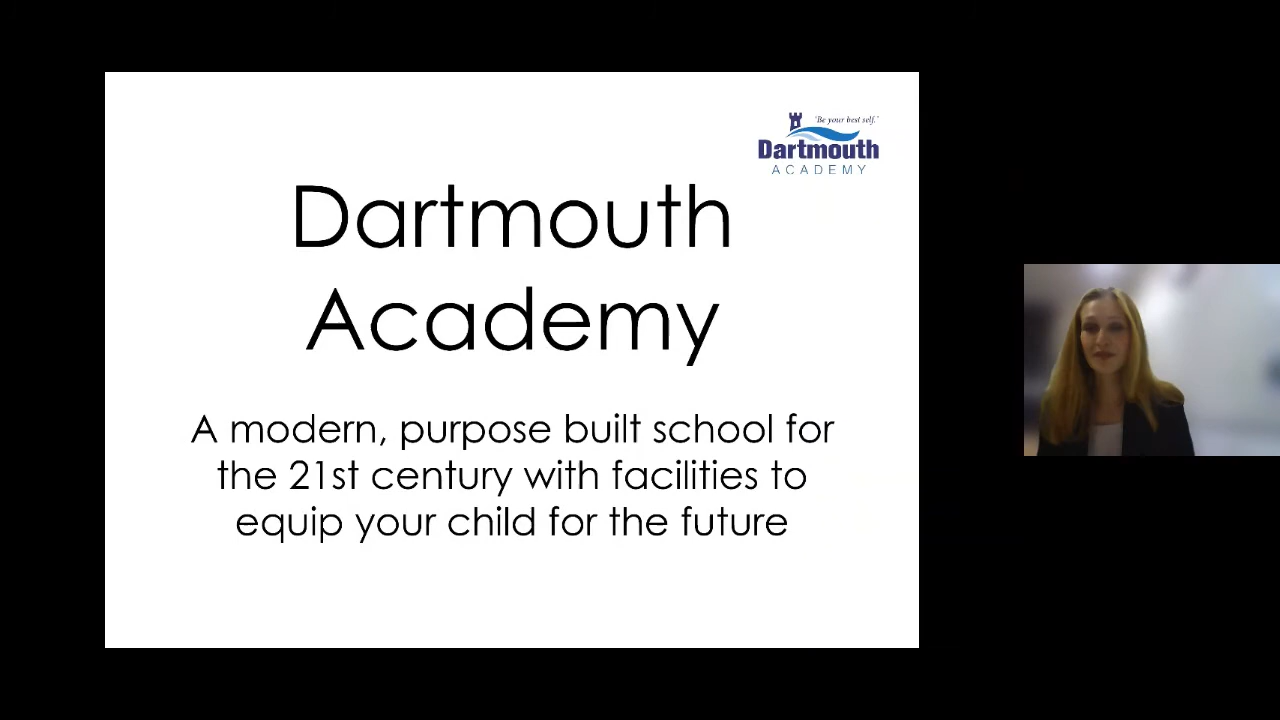 'Be your best self.'
Dartmouth
ACADEMY
Dartmouth
Academy
A modern, purpose built school for
the 21st century with facilities to
equip your child for the future